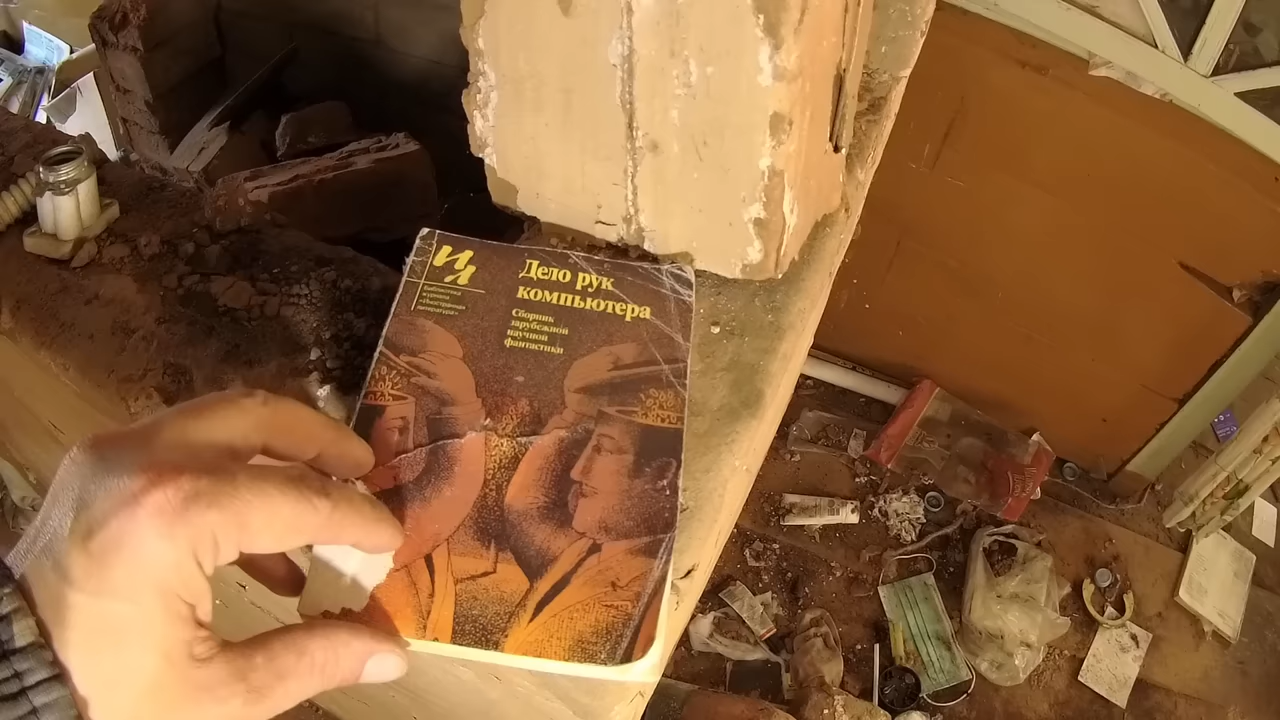 ИЛ
Библиотека
журнала
«Иностранная
литература»
Дело рук
компьютера
Сборник
зарубежной
научной
фантастики